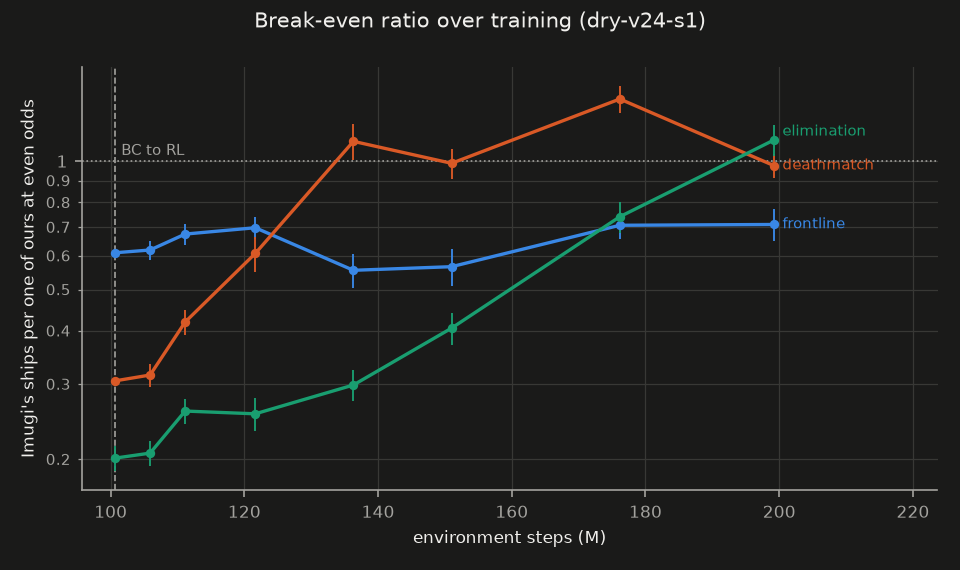 Break-even ratio over training (dry-v24-s1)
Imugi's ships per one of ours at even odds
1
0.9
0.8
0.7
0.6
0.5
0.4
0.3
0.2
BC to RL
elimination
deathmatch
frontline
100 120 140 160 180 200 220
environment steps (M)